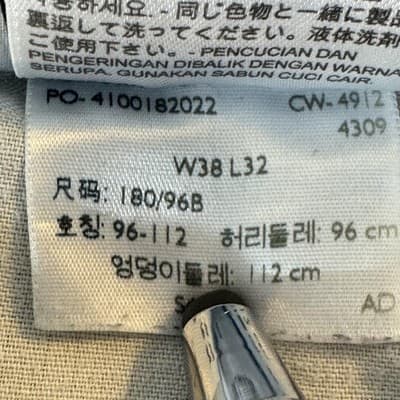 - 同じ色物と一緒に製品
裏返して洗ってください。液体洗剤
ご使用下さい。- PENCUCIAN DAN
PENGERINGAN DIBALIK DENGAN WARNA
SERUPA. GUNAKAN SABUN CUCI CAIR.
PO- 4100182022 CW- 4912
4309
W38 L32
尺码: 180/96B
호칭: 96-112 허리둘레: 96 cm
엉덩이둘레: 112 cm
AD